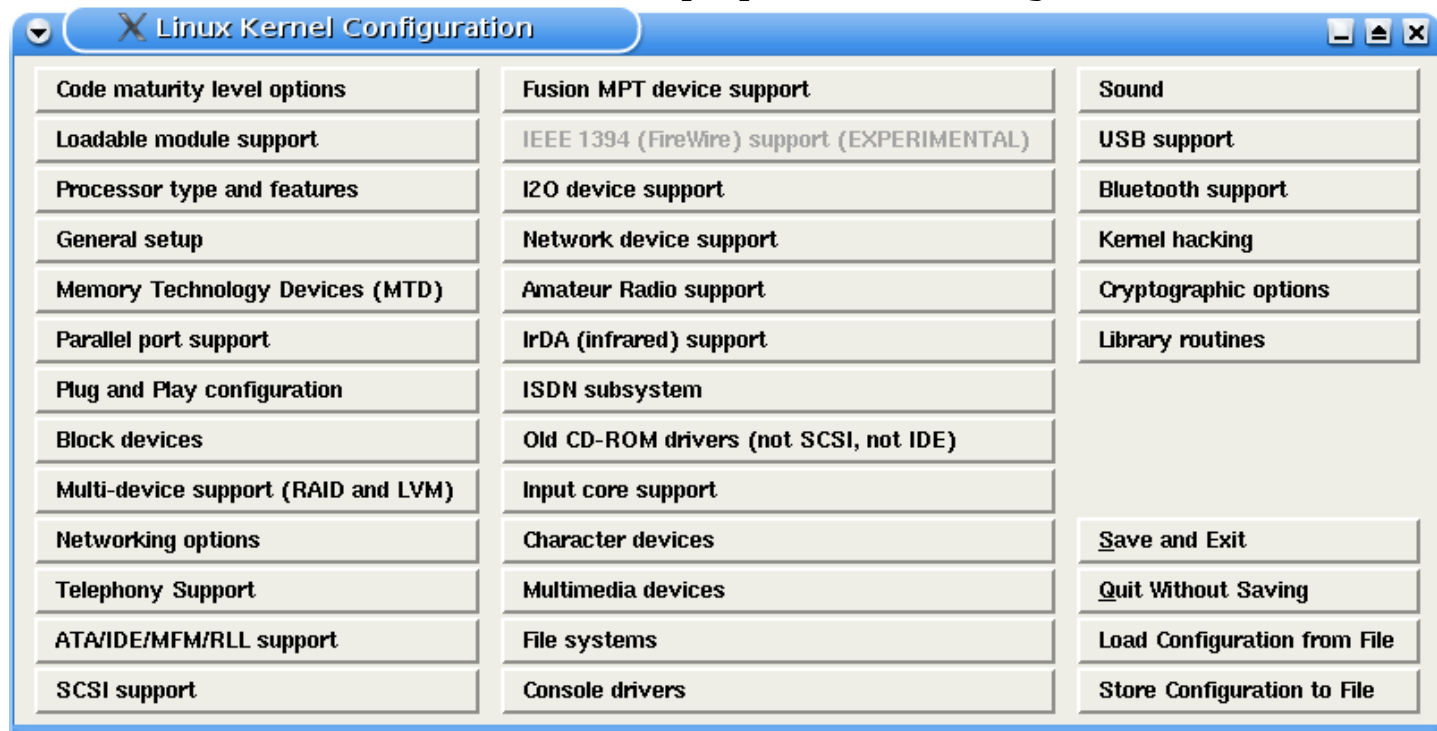 Linux Kernel Configuration
Code maturity level options
Loadable module support
Processor type and features
General setup
Memory Technology Devices (MTD)
Parallel port support
Plug and Play configuration
Block devices
Multi-device support (RAID and LVM)
Networking options
Telephony Support
ATA/IDE/MFM/RLL support
SCSI support
Fusion MPT device support
IEEE 1394 (FireWire) support (EXPERIMENTAL)
I2O device support
Network device support
Amateur Radio support
IrDA (infrared) support
ISDN subsystem
Old CD-ROM drivers (not SCSI, not IDE)
Input core support
Character devices
Multimedia devices
File systems
Console drivers
Sound
USB support
Bluetooth support
Kernel hacking
Cryptographic options
Library routines
Save and Exit
Quit Without Saving
Load Configuration from File
Store Configuration to File